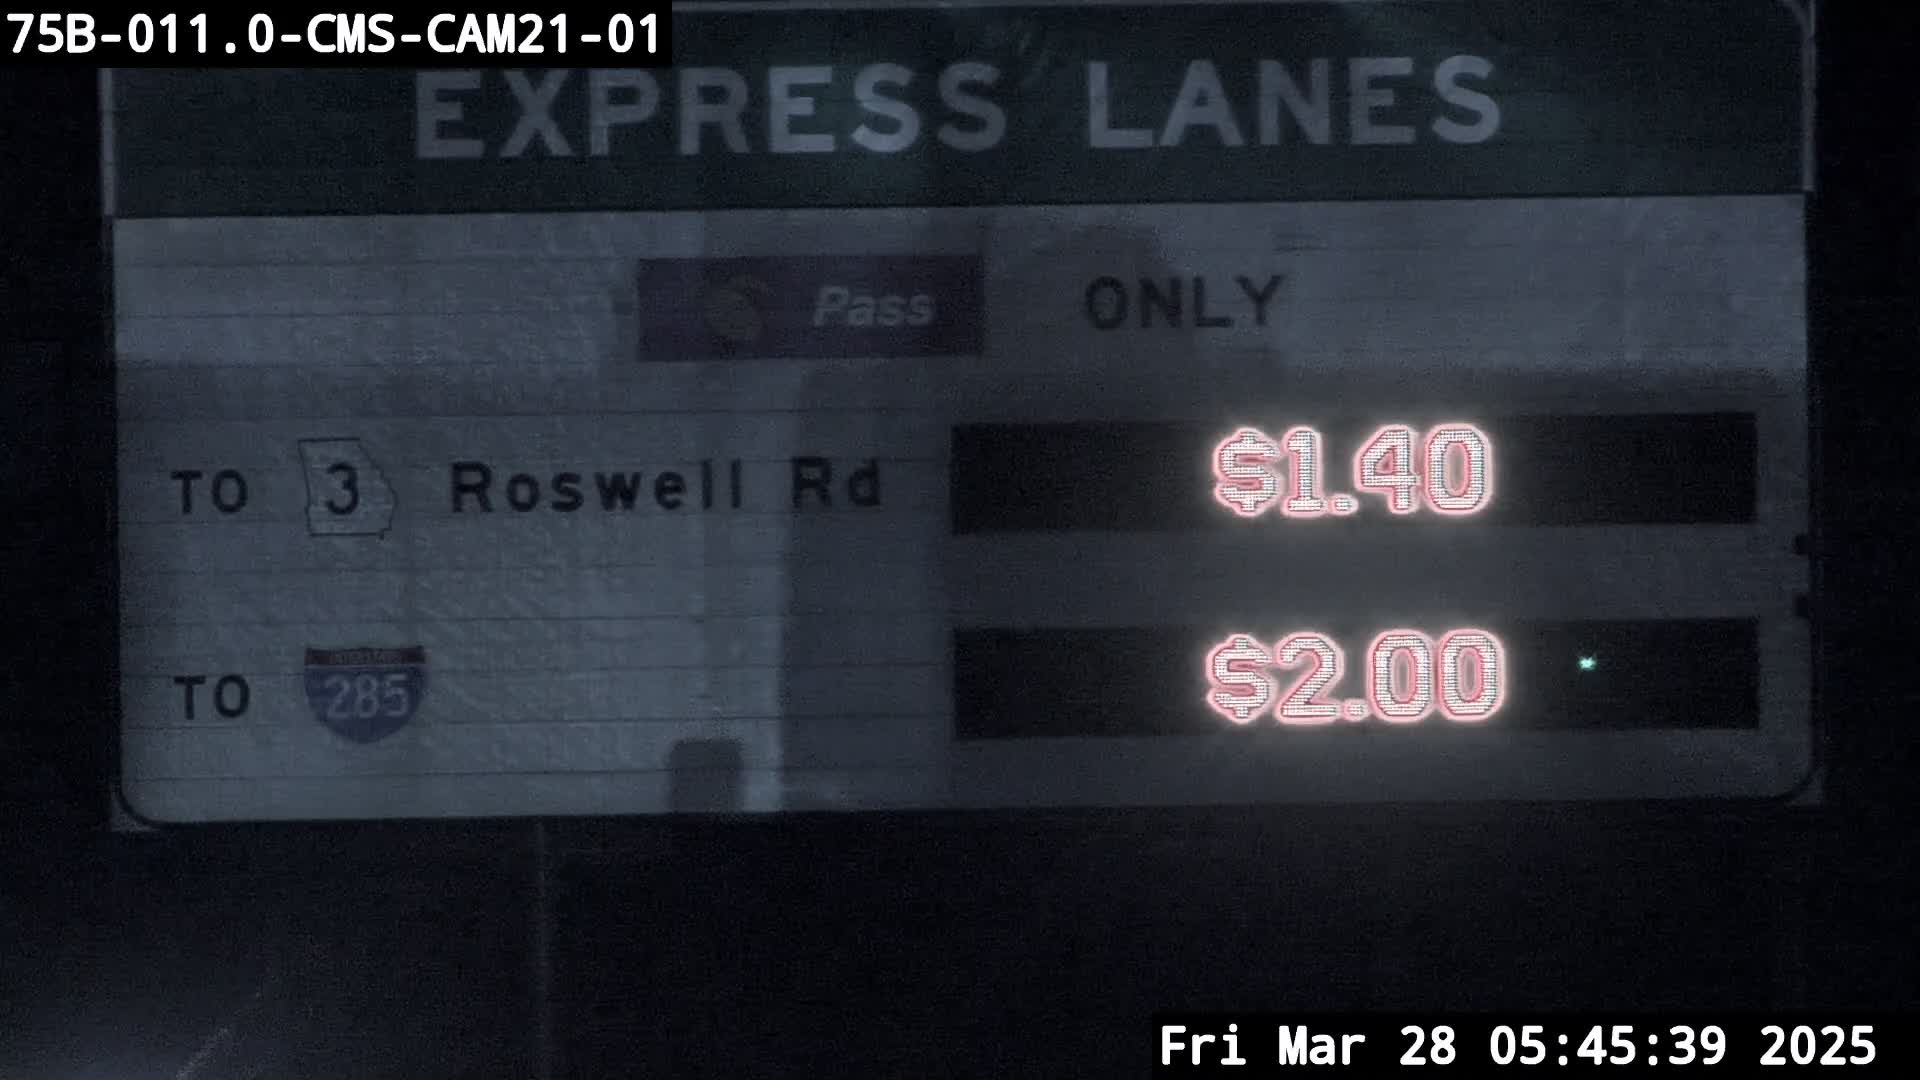 75B-011.0-CMS-CAM21-01
EXPRESS LANES
Pass ONLY
TO 3 Roswell Rd $1.40
TO INTERSTATE 285 $2.00
Fri Mar 28 05:45:39 2025